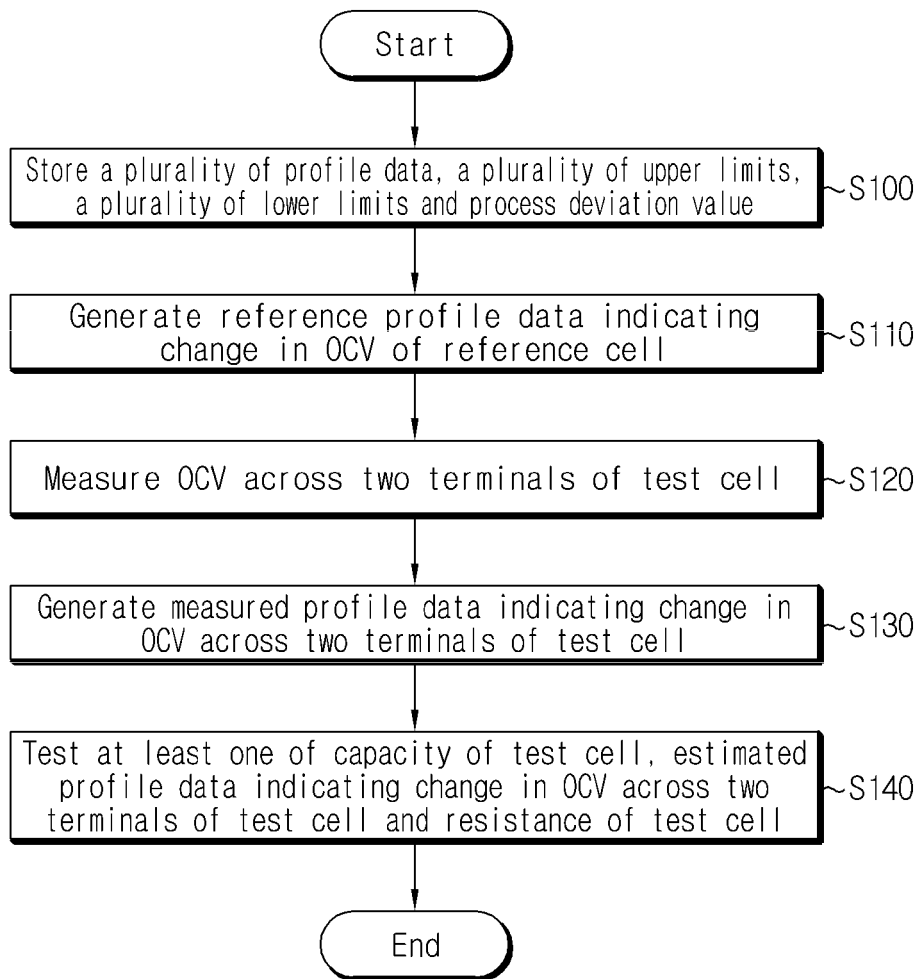 Start
Store a plurality of profile data, a plurality of upper limits,
a plurality of lower limits and process deviation value
~S100
Generate reference profile data indicating
change in OCV of reference cell
~S110
Measure OCV across two terminals of test cell
~S120
Generate measured profile data indicating change in
OCV across two terminals of test cell
~S130
Test at least one of capacity of test cell, estimated
profile data indicating change in OCV across two
terminals of test cell and resistance of test cell
~S140
End